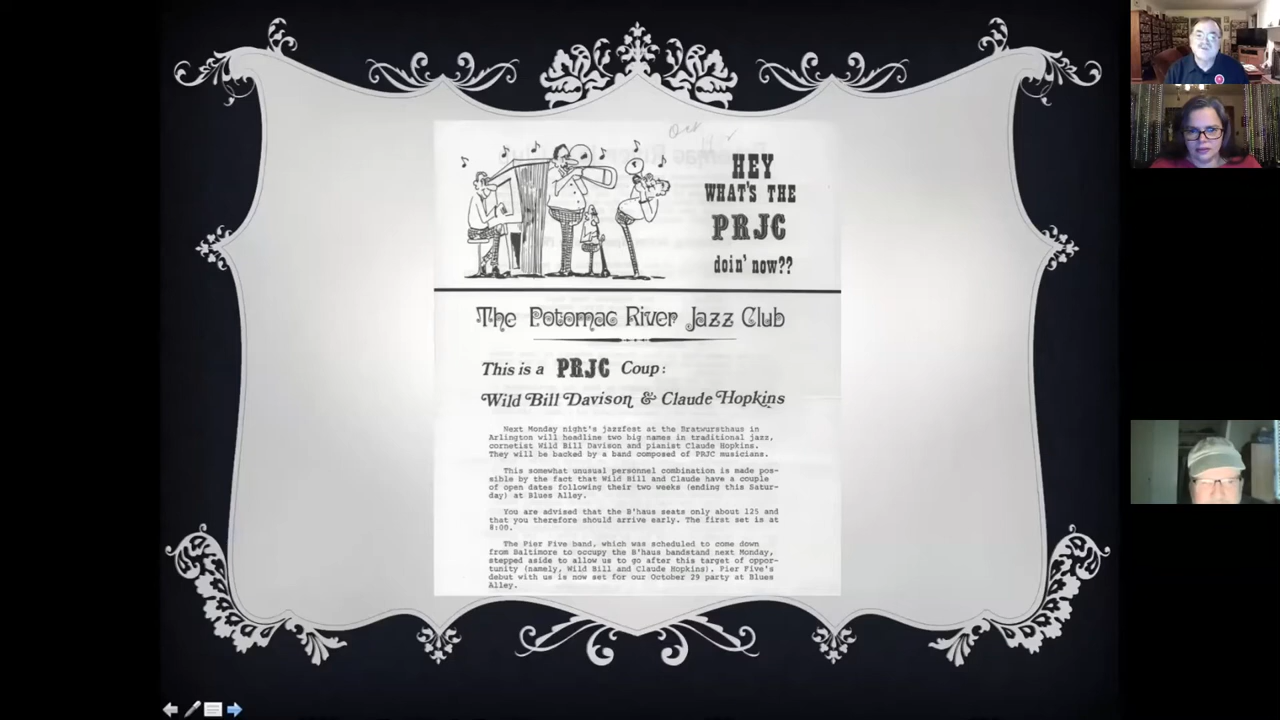 Oct
HEY
WHAT'S THE
PRJC
doin' now??
The Potomac River Jazz Club
This is a PRJC Coup:
Wild Bill Davison & Claude Hopkins
Next Monday night's jazzfest at the Bratwursthaus in
Arlington will headline two big names in traditional jazz,
cornetist Wild Bill Davison and pianist Claude Hopkins.
They will be backed by a band composed of PRJC musicians.
This somewhat unusual personnel combination is made pos-
sible by the fact that Wild Bill and Claude have a couple
of open dates following their two weeks (ending this Satur-
day) at Blues Alley.
You are advised that the B'haus seats only about 125 and
that you therefore should arrive early. The first set is at
8:00.
The Pier Five band, which was scheduled to come down
from Baltimore to occupy the B'haus bandstand next Monday,
stepped aside to allow us to go after this target of oppor-
tunity (namely, Wild Bill and Claude Hopkins). Pier Five's
debut with us is now set for our October 29 party at Blues
Alley.